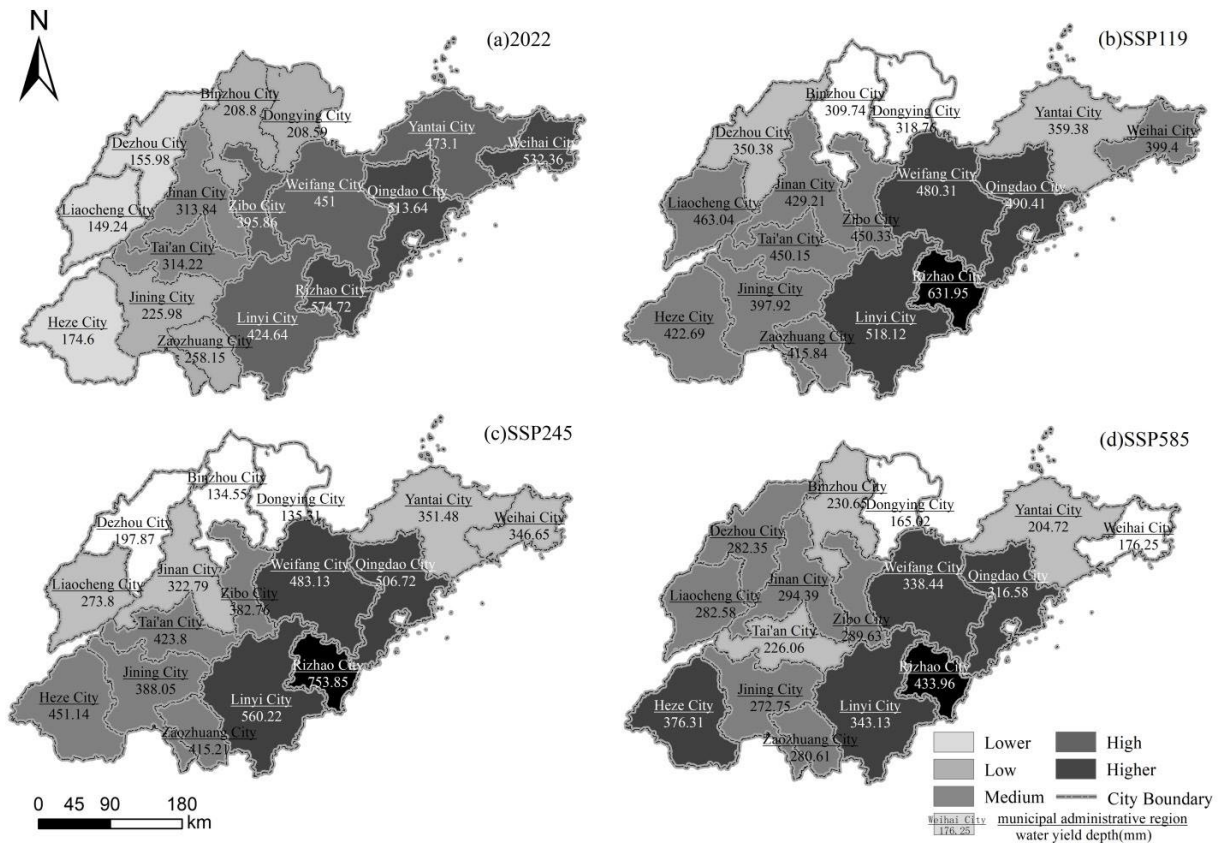 N
(a)2022
Binzhou City
208.8
Dongying City
208.59
Yantai City
473.1
Weihai City
532.36
Dezhou City
155.98
Weifang City
451
Qingdao City
513.64
Jinan City
313.84
Zibo City
395.86
Liaocheng City
149.24
Tai'an City
314.22
Rizhao City
574.72
Jining City
225.98
Linyi City
424.64
Heze City
174.6
Zaozhuang City
258.15
(b)SSP119
Binzhou City
309.74
Dongying City
318.76
Yantai City
359.38
Weihai City
399.4
Dezhou City
350.38
Weifang City
480.31
Qingdao City
490.41
Jinan City
429.21
Liaocheng City
463.04
Zibo City
450.33
Tai'an City
450.15
Rizhao City
631.95
Jining City
397.92
Linyi City
518.12
Heze City
422.69
Zaozhuang City
415.84
(c)SSP245
Binzhou City
134.55
Dongying City
135.31
Yantai City
351.48
Weihai City
346.65
Dezhou City
197.87
Weifang City
483.13
Qingdao City
506.72
Jinan City
322.79
Liaocheng City
273.8
Zibo City
382.76
Tai'an City
423.8
Rizhao City
753.85
Jining City
388.05
Linyi City
560.22
Heze City
451.14
Zaozhuang City
415.21
(d)SSP585
Binzhou City
230.65
Dongying City
165.02
Yantai City
204.72
Weihai City
176.25
Dezhou City
282.35
Weifang City
338.44
Qingdao City
316.58
Jinan City
294.39
Liaocheng City
282.58
Zibo City
289.63
Tai'an City
226.06
Rizhao City
433.96
Jining City
272.75
Linyi City
343.13
Heze City
376.31
Zaozhuang City
280.61
0 45 90 180
km
Lower
High
Low
Higher
Medium
City Boundary
Weihai City
176.25
municipal administrative region
water yield depth(mm)